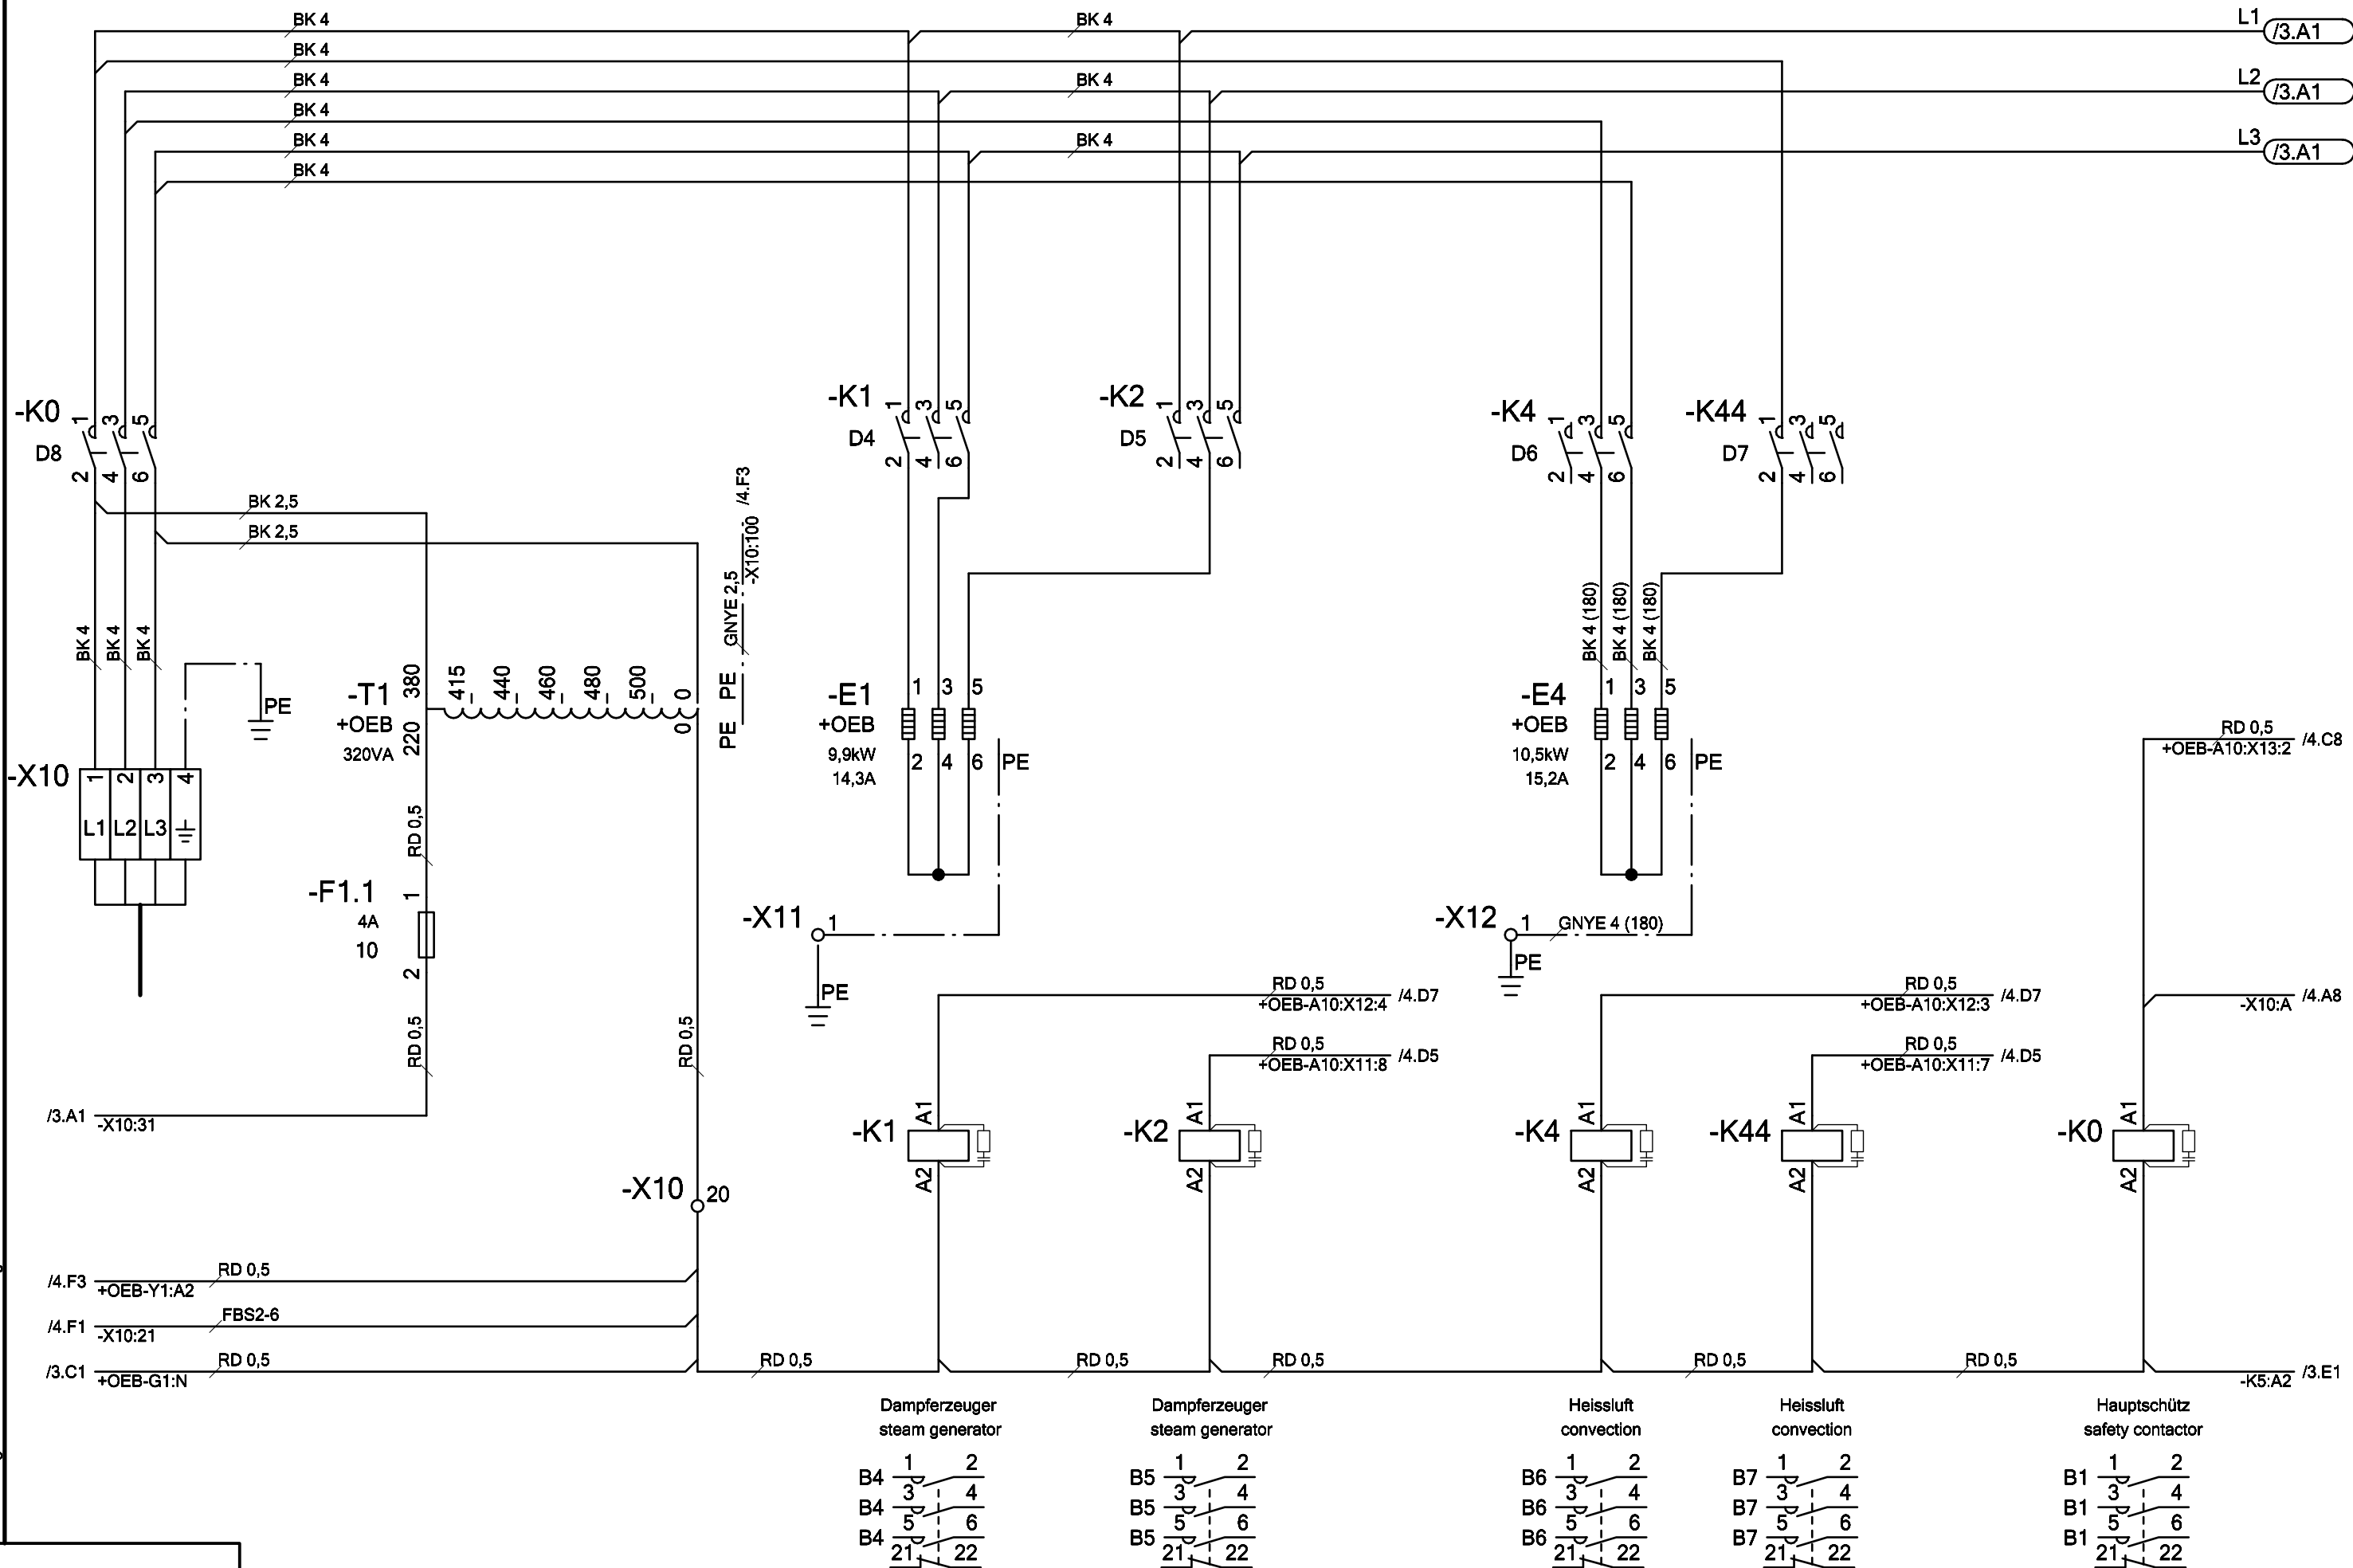 BK 4
BK 4
L1 /3.A1
BK 4
BK 4
BK 4
L2 /3.A1
BK 4
BK 4
BK 4
L3 /3.A1
BK 4
-K0
D8
1 3 5
2 4 6
-K1
D4
1 3 5
2 4 6
-K2
D5
1 3 5
2 4 6
-K4
D6
1 3 5
2 4 6
-K44
D7
1 3 5
2 4 6
BK 2,5
BK 2,5
/4.F3
-X10:100
GNYE 2,5
PE
PE
BK 4
BK 4
BK 4
PE
-X10
1 2 3 4
L1 L2 L3
-T1
+OEB
320VA
380
220
415
440
460
480
500
0
0
RD 0,5
-F1.1
4A
10
1
2
RD 0,5
RD 0,5
/3.A1
-X10:31
-X10
20
-E1
+OEB
9,9kW
14,3A
1 3 5
2 4 6
PE
-X11
1
PE
BK 4 (180)
BK 4 (180)
BK 4 (180)
-E4
+OEB
10,5kW
15,2A
1 3 5
2 4 6
PE
-X12
1
GNYE 4 (180)
PE
RD 0,5
+OEB-A10:X13:2
/4.C8
-X10:A
/4.A8
RD 0,5
+OEB-A10:X12:4
/4.D7
RD 0,5
+OEB-A10:X11:8
/4.D5
RD 0,5
+OEB-A10:X12:3
/4.D7
RD 0,5
+OEB-A10:X11:7
/4.D5
-K1
A1
A2
-K2
A1
A2
-K4
A1
A2
-K44
A1
A2
-K0
A1
A2
/4.F3
RD 0,5
+OEB-Y1:A2
/4.F1
FBS2-6
-X10:21
/3.C1
RD 0,5
+OEB-G1:N
RD 0,5
RD 0,5
RD 0,5
RD 0,5
RD 0,5
-K5:A2
/3.E1
Dampferzeuger
steam generator
B4 1 2
B4 3 4
B4 5 6
21 22
Dampferzeuger
steam generator
B5 1 2
B5 3 4
B5 5 6
21 22
Heissluft
convection
B6 1 2
B6 3 4
B6 5 6
21 22
Heissluft
convection
B7 1 2
B7 3 4
B7 5 6
21 22
Hauptschütz
safety contactor
B1 1 2
B1 3 4
B1 5 6
21 22